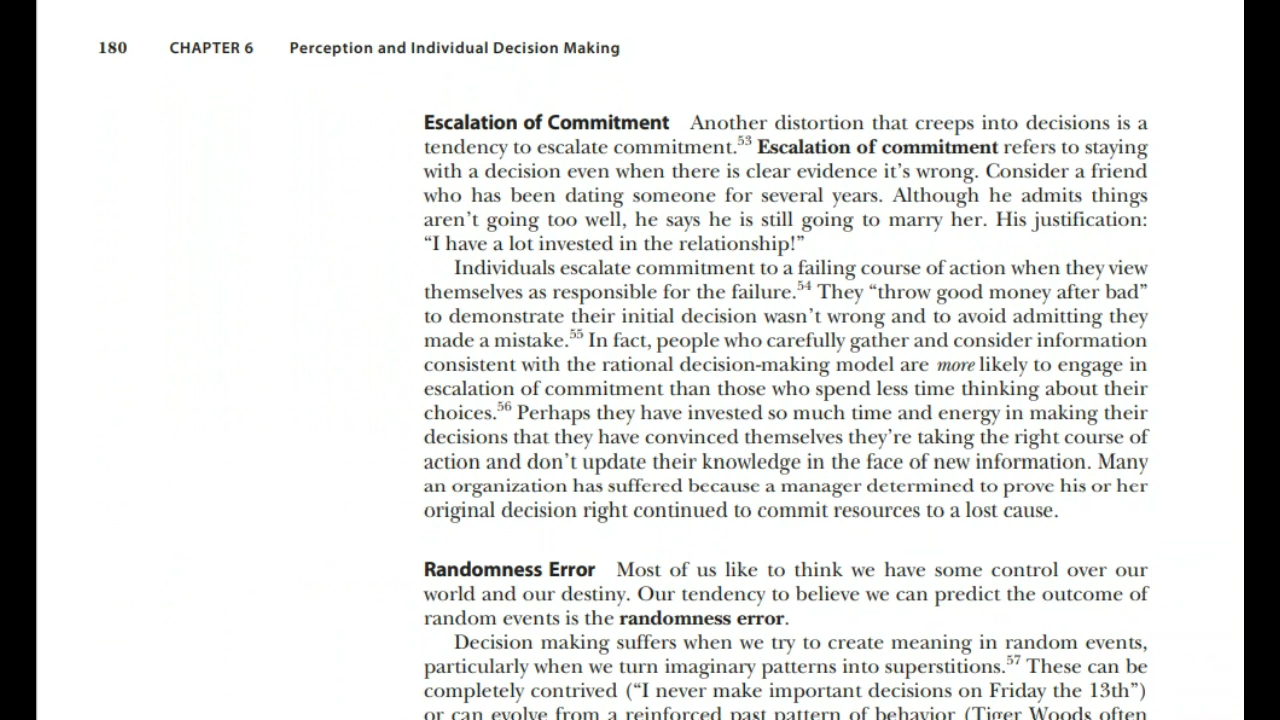 180 CHAPTER 6 Perception and Individual Decision Making
Escalation of Commitment Another distortion that creeps into decisions is a
tendency to escalate commitment.53 Escalation of commitment refers to staying
with a decision even when there is clear evidence it's wrong. Consider a friend
who has been dating someone for several years. Although he admits things
aren't going too well, he says he is still going to marry her. His justification:
“I have a lot invested in the relationship!”
Individuals escalate commitment to a failing course of action when they view
themselves as responsible for the failure.54 They “throw good money after bad”
to demonstrate their initial decision wasn't wrong and to avoid admitting they
made a mistake.55 In fact, people who carefully gather and consider information
consistent with the rational decision-making model are more likely to engage in
escalation of commitment than those who spend less time thinking about their
choices.56 Perhaps they have invested so much time and energy in making their
decisions that they have convinced themselves they're taking the right course of
action and don't update their knowledge in the face of new information. Many
an organization has suffered because a manager determined to prove his or her
original decision right continued to commit resources to a lost cause.
Randomness Error Most of us like to think we have some control over our
world and our destiny. Our tendency to believe we can predict the outcome of
random events is the randomness error.
Decision making suffers when we try to create meaning in random events,
particularly when we turn imaginary patterns into superstitions.57 These can be
completely contrived (“I never make important decisions on Friday the 13th”)
or can evolve from a reinforced past pattern of behavior (Tiger Woods often